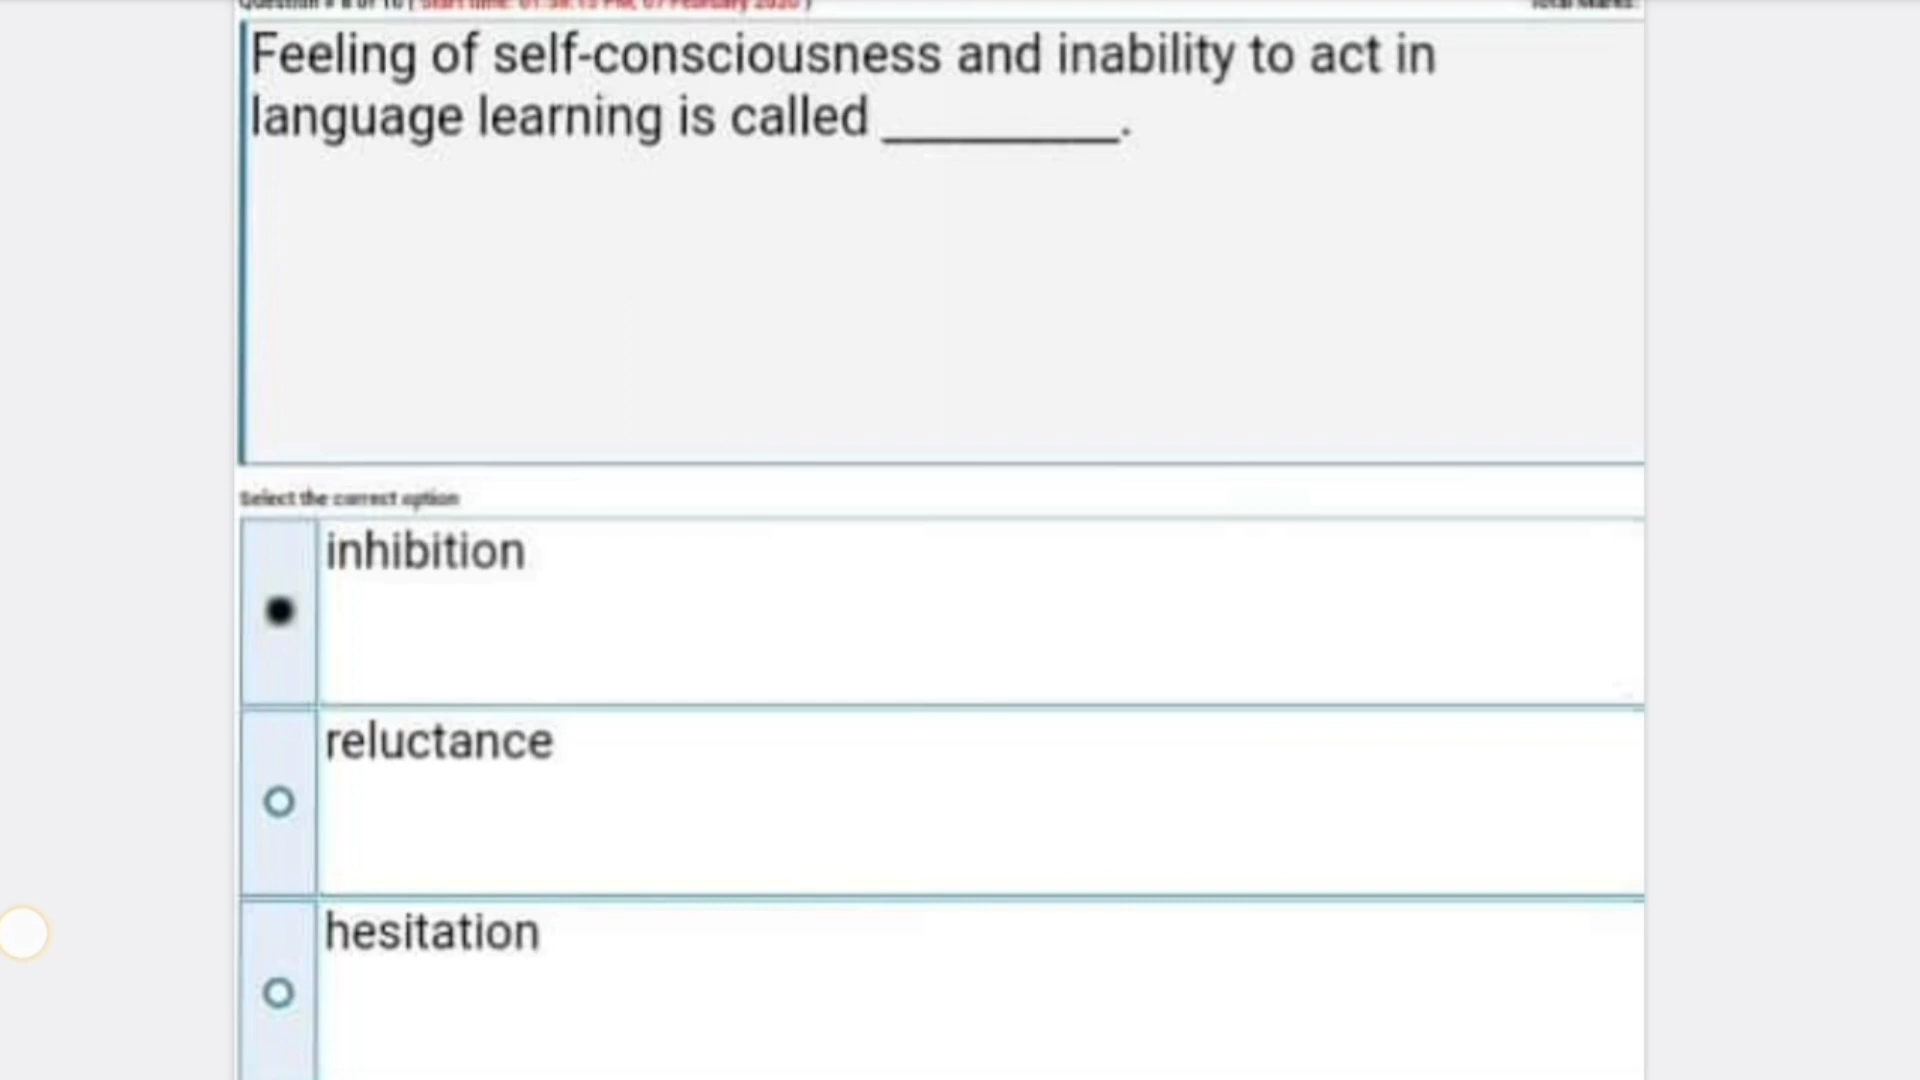 Feeling of self-consciousness and inability to act in
language learning is called _________.
Select the correct option
inhibition
reluctance
hesitation